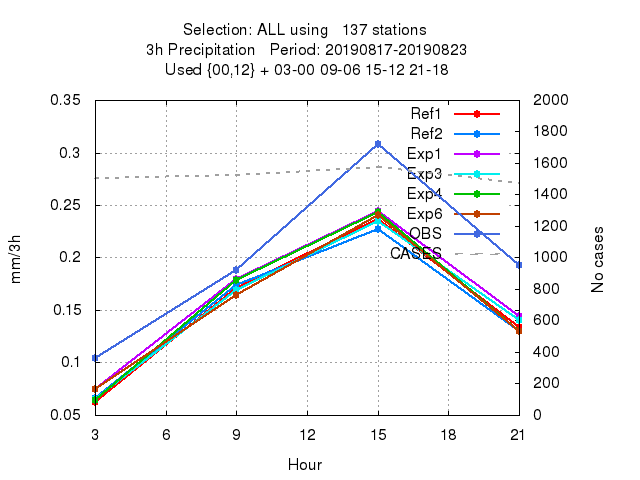 Selection: ALL using   137 stations
3h Precipitation   Period: 20190817-20190823
Used {00,12} + 03-00 09-06 15-12 21-18
0.35
0.3
0.25
0.2
0.15
0.1
0.05
mm/3h
2000
1800
1600
1400
1200
1000
800
600
400
200
0
No cases
Ref1
Ref2
Exp1
Exp3
Exp4
Exp6
OBS
CASES
3 6 9 12 15 18 21
Hour